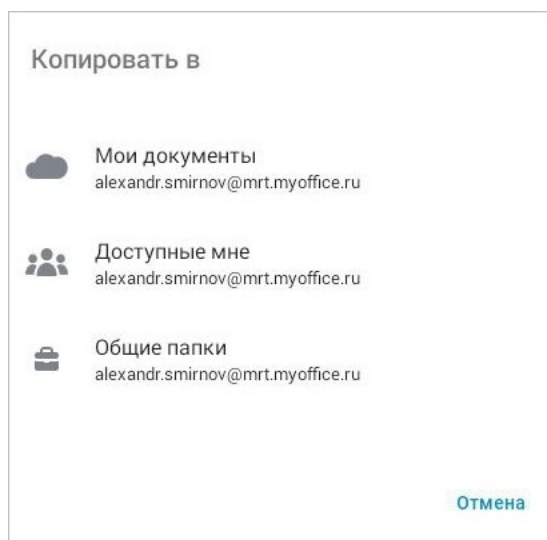 Копировать в
Мои документы
alexandr.smirnov@mrt.myoffice.ru
Доступные мне
alexandr.smirnov@mrt.myoffice.ru
Общие папки
alexandr.smirnov@mrt.myoffice.ru
Отмена